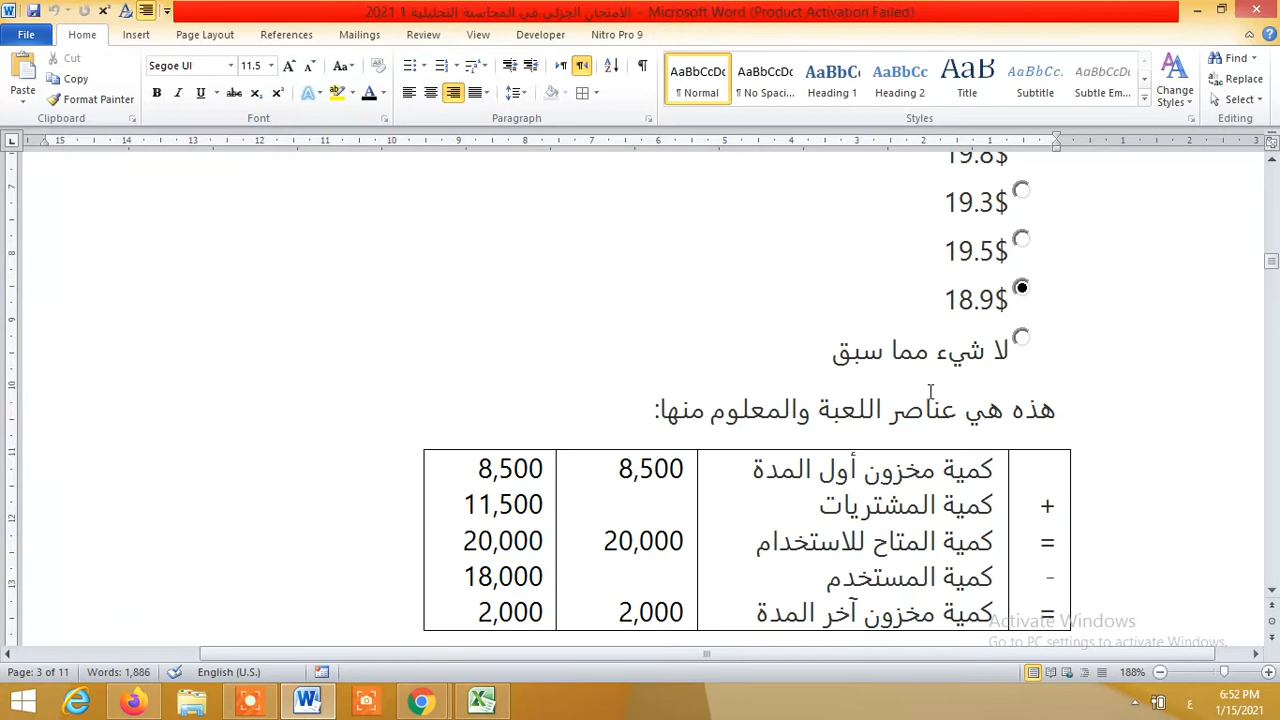 الامتحان الجزئي في المحاسبة التحليلية 1 2021 - Microsoft Word (Product Activation Failed)
File Home Insert Page Layout References Mailings Review View Developer Nitro Pro 9
Paste Cut Copy Format Painter Clipboard
Segoe UI 11.5 Font
Paragraph
AaBbCcDc ¶ Normal AaBbCcDc ¶ No Spaci... AaBbCc Heading 1 AaBbCc Heading 2 AaB Title AaBbCc. Subtitle AaBbCcDc Subtle Em... Change Styles Styles
Find Replace Select Editing
19.8$
19.3$
19.5$
18.9$
لا شيء مما سبق
هذه هي عناصر اللعبة والمعلوم منها:
كمية مخزون أول المدة 8,500 8,500
+ كمية المشتريات 11,500
= كمية المتاح للاستخدام 20,000 20,000
- كمية المستخدم 18,000
= كمية مخزون آخر المدة 2,000 2,000
Activate Windows
Go to PC settings to activate Windows.
Page: 3 of 11 Words: 1,886 English (U.S.) 188%
6:52 PM
1/15/2021